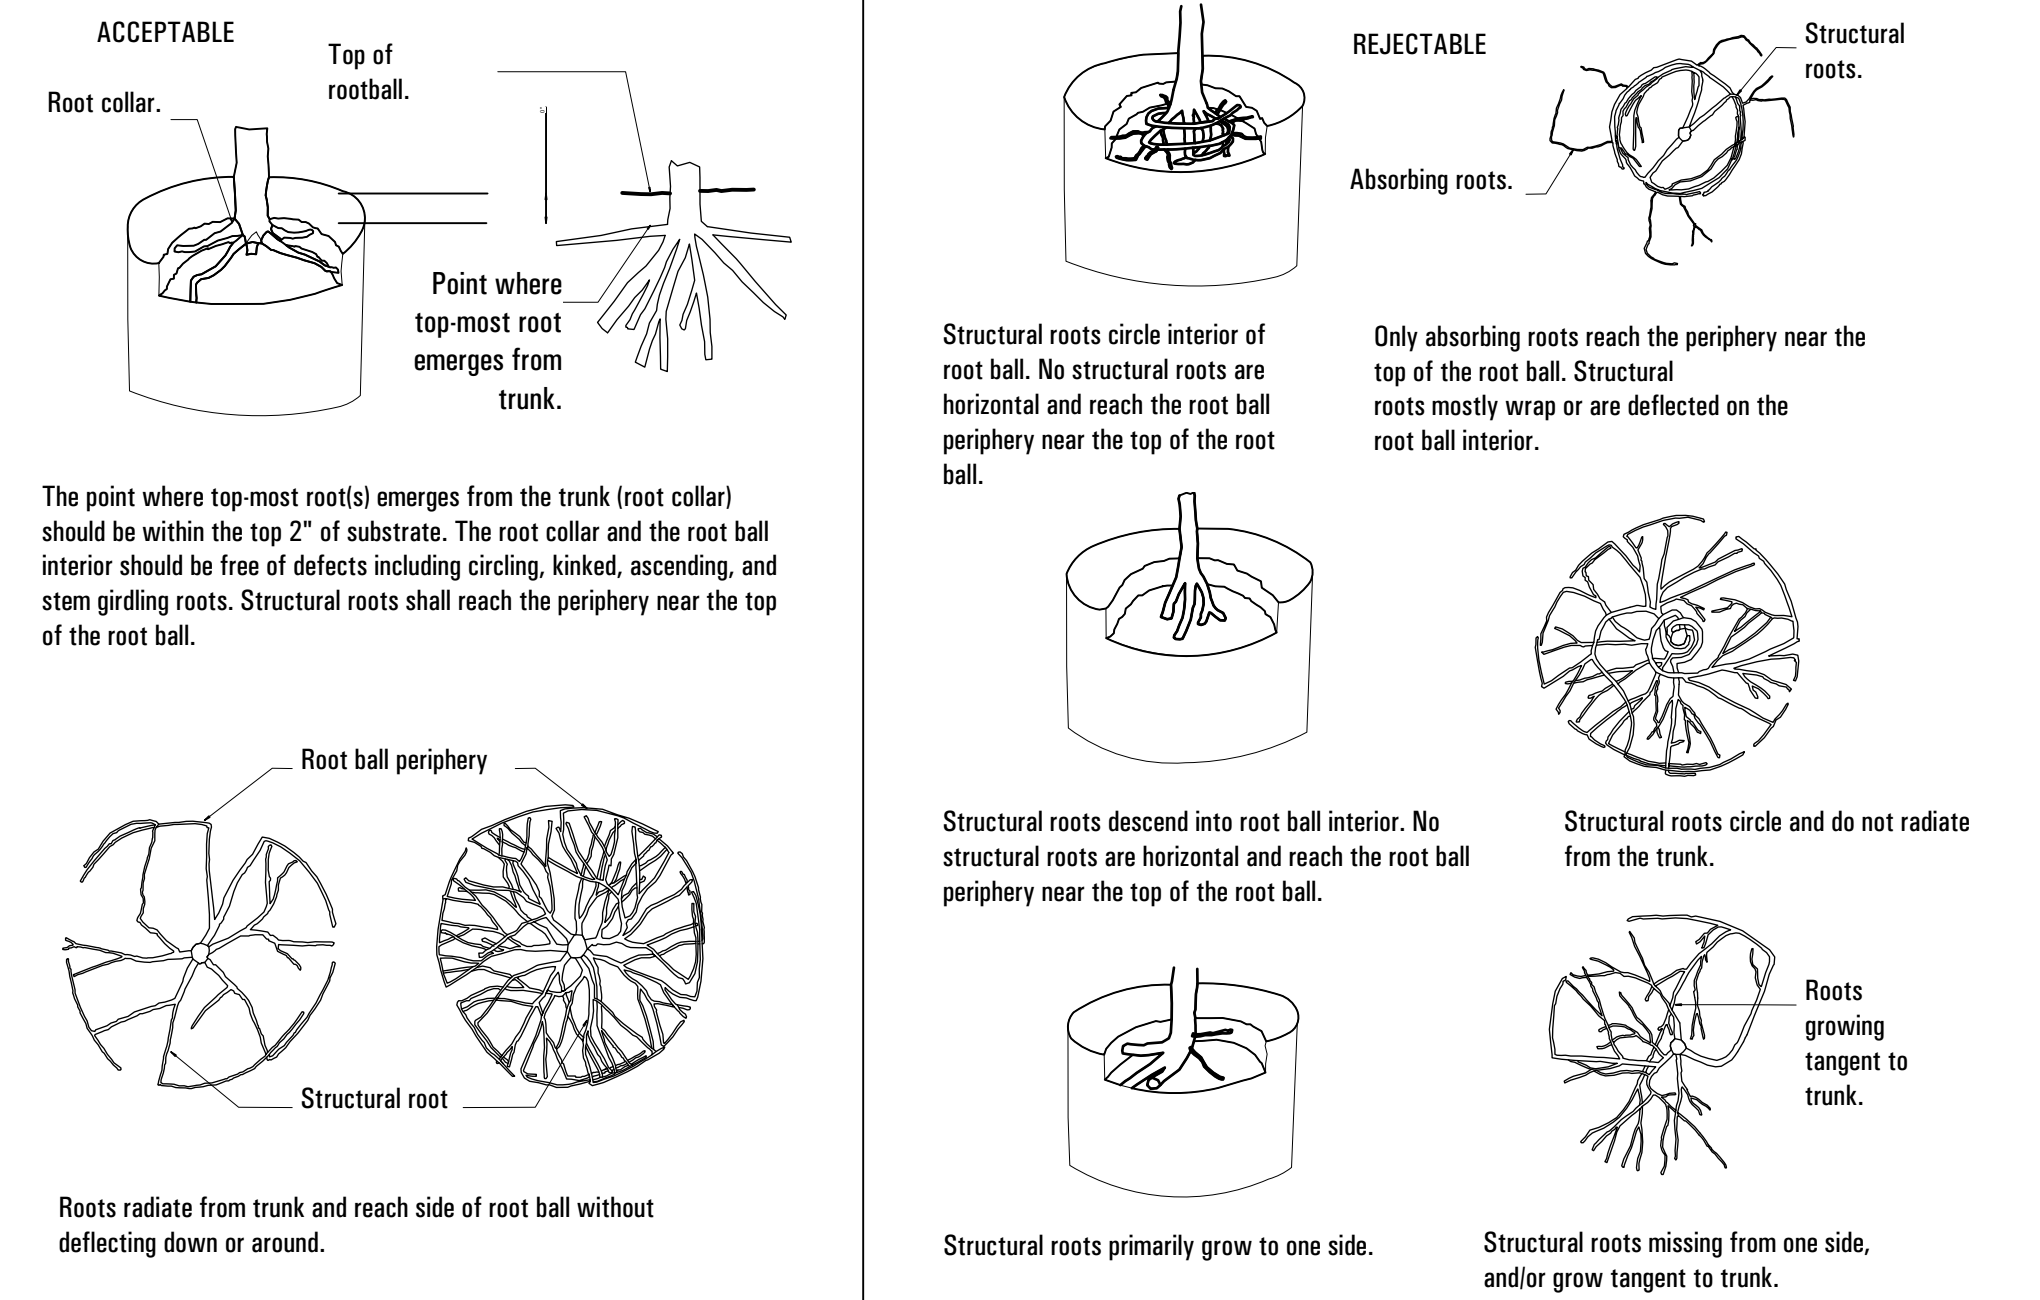 ACCEPTABLE
Top of
rootball.
Root collar.
Point where
top-most root
emerges from
trunk.
The point where top-most root(s) emerges from the trunk (root collar)
should be within the top 2" of substrate. The root collar and the root ball
interior should be free of defects including circling, kinked, ascending, and
stem girdling roots. Structural roots shall reach the periphery near the top
of the root ball.
Root ball periphery
Structural root
Roots radiate from trunk and reach side of root ball without
deflecting down or around.
REJECTABLE
Structural
roots.
Absorbing roots.
Structural roots circle interior of
root ball. No structural roots are
horizontal and reach the root ball
periphery near the top of the root
ball.
Only absorbing roots reach the periphery near the
top of the root ball. Structural
roots mostly wrap or are deflected on the
root ball interior.
Structural roots descend into root ball interior. No
structural roots are horizontal and reach the root ball
periphery near the top of the root ball.
Structural roots circle and do not radiate
from the trunk.
Roots
growing
tangent to
trunk.
Structural roots primarily grow to one side.
Structural roots missing from one side,
and/or grow tangent to trunk.